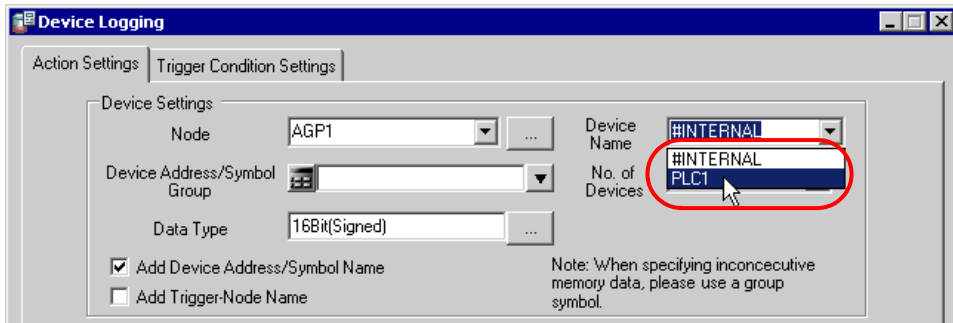 Device Logging
Action Settings Trigger Condition Settings
Device Settings
Node AGP1 ... Device Name #INTERNAL
#INTERNAL
PLC1
Device Address/Symbol Group No. of Devices
Data Type 16Bit(Signed) ...
Add Device Address/Symbol Name
Add Trigger-Node Name
Note: When specifying inconcecutive
memory data, please use a group
symbol.